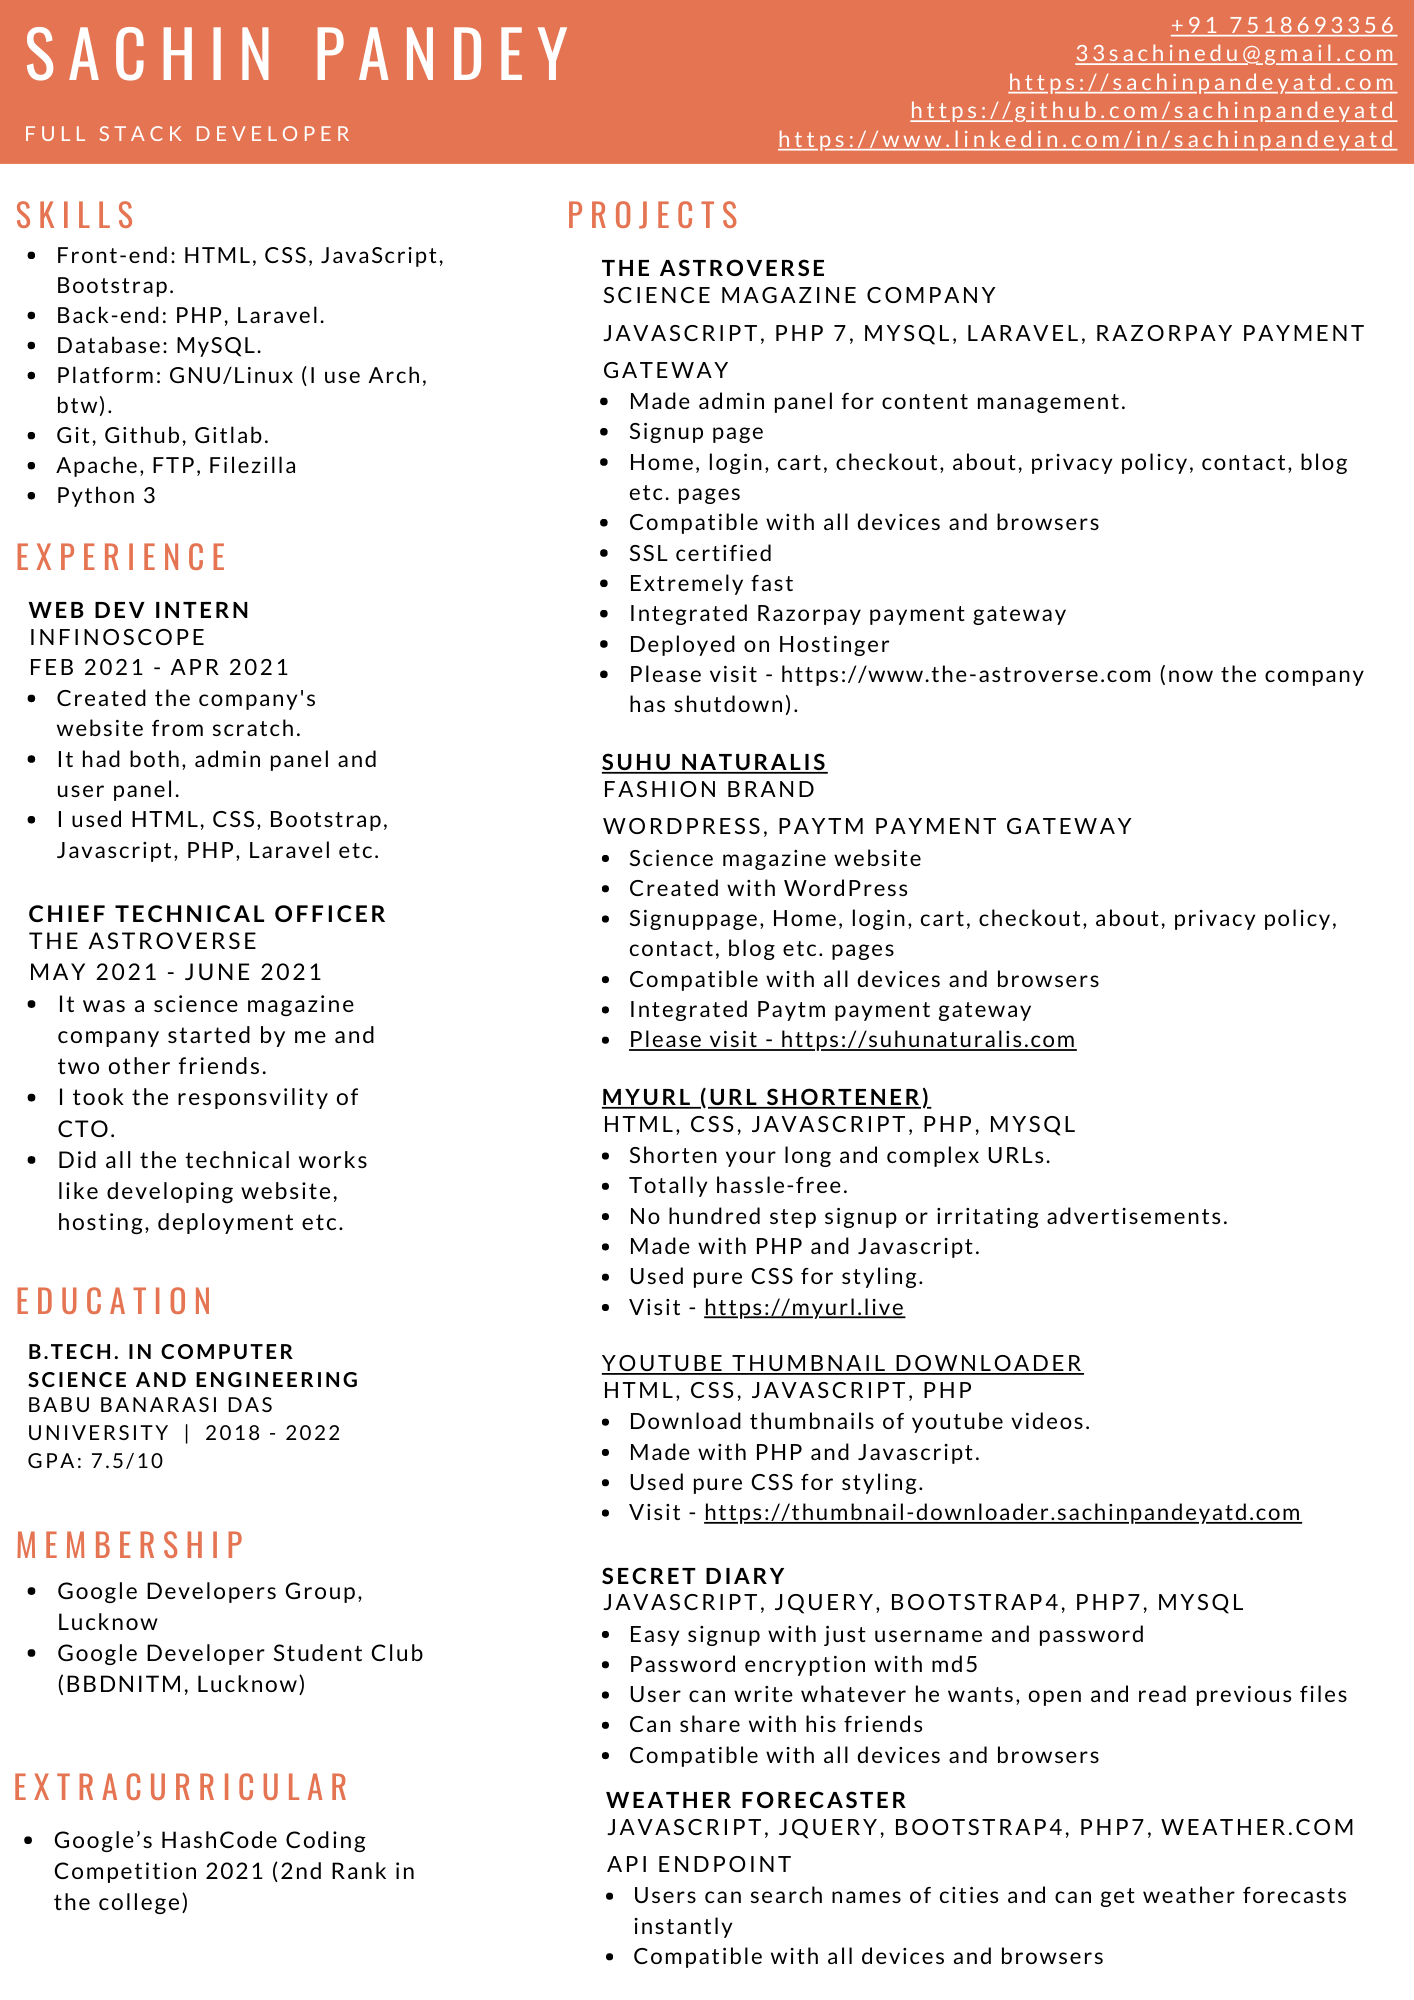 SACHIN PANDEY
FULL STACK DEVELOPER
+91 7518693356
33sachinedu@gmail.com
https://sachinpandeyatd.com
https://github.com/sachinpandeyatd
https://www.linkedin.com/in/sachinpandeyatd
SKILLS
• Front-end: HTML, CSS, JavaScript,
Bootstrap.
• Back-end: PHP, Laravel.
• Database: MySQL.
• Platform: GNU/Linux (I use Arch,
btw).
• Git, Github, Gitlab.
• Apache, FTP, Filezilla
• Python 3
EXPERIENCE
WEB DEV INTERN
INFINOSCOPE
FEB 2021 - APR 2021
• Created the company's
website from scratch.
• It had both, admin panel and
user panel.
• I used HTML, CSS, Bootstrap,
Javascript, PHP, Laravel etc.
CHIEF TECHNICAL OFFICER
THE ASTROVERSE
MAY 2021 - JUNE 2021
• It was a science magazine
company started by me and
two other friends.
• I took the responsvility of
CTO.
• Did all the technical works
like developing website,
hosting, deployment etc.
EDUCATION
B.TECH. IN COMPUTER
SCIENCE AND ENGINEERING
BABU BANARASI DAS
UNIVERSITY | 2018 - 2022
GPA: 7.5/10
MEMBERSHIP
• Google Developers Group,
Lucknow
• Google Developer Student Club
(BBDNITM, Lucknow)
EXTRACURRICULAR
• Google’s HashCode Coding
Competition 2021 (2nd Rank in
the college)
PROJECTS
THE ASTROVERSE
SCIENCE MAGAZINE COMPANY
JAVASCRIPT, PHP 7, MYSQL, LARAVEL, RAZORPAY PAYMENT
GATEWAY
• Made admin panel for content management.
• Signup page
• Home, login, cart, checkout, about, privacy policy, contact, blog
etc. pages
• Compatible with all devices and browsers
• SSL certified
• Extremely fast
• Integrated Razorpay payment gateway
• Deployed on Hostinger
• Please visit - https://www.the-astroverse.com (now the company
has shutdown).
SUHU NATURALIS
FASHION BRAND
WORDPRESS, PAYTM PAYMENT GATEWAY
• Science magazine website
• Created with WordPress
• Signuppage, Home, login, cart, checkout, about, privacy policy,
contact, blog etc. pages
• Compatible with all devices and browsers
• Integrated Paytm payment gateway
• Please visit - https://suhunaturalis.com
MYURL (URL SHORTENER)
HTML, CSS, JAVASCRIPT, PHP, MYSQL
• Shorten your long and complex URLs.
• Totally hassle-free.
• No hundred step signup or irritating advertisements.
• Made with PHP and Javascript.
• Used pure CSS for styling.
• Visit - https://myurl.live
YOUTUBE THUMBNAIL DOWNLOADER
HTML, CSS, JAVASCRIPT, PHP
• Download thumbnails of youtube videos.
• Made with PHP and Javascript.
• Used pure CSS for styling.
• Visit - https://thumbnail-downloader.sachinpandeyatd.com
SECRET DIARY
JAVASCRIPT, JQUERY, BOOTSTRAP4, PHP7, MYSQL
• Easy signup with just username and password
• Password encryption with md5
• User can write whatever he wants, open and read previous files
• Can share with his friends
• Compatible with all devices and browsers
WEATHER FORECASTER
JAVASCRIPT, JQUERY, BOOTSTRAP4, PHP7, WEATHER.COM
API ENDPOINT
• Users can search names of cities and can get weather forecasts
instantly
• Compatible with all devices and browsers